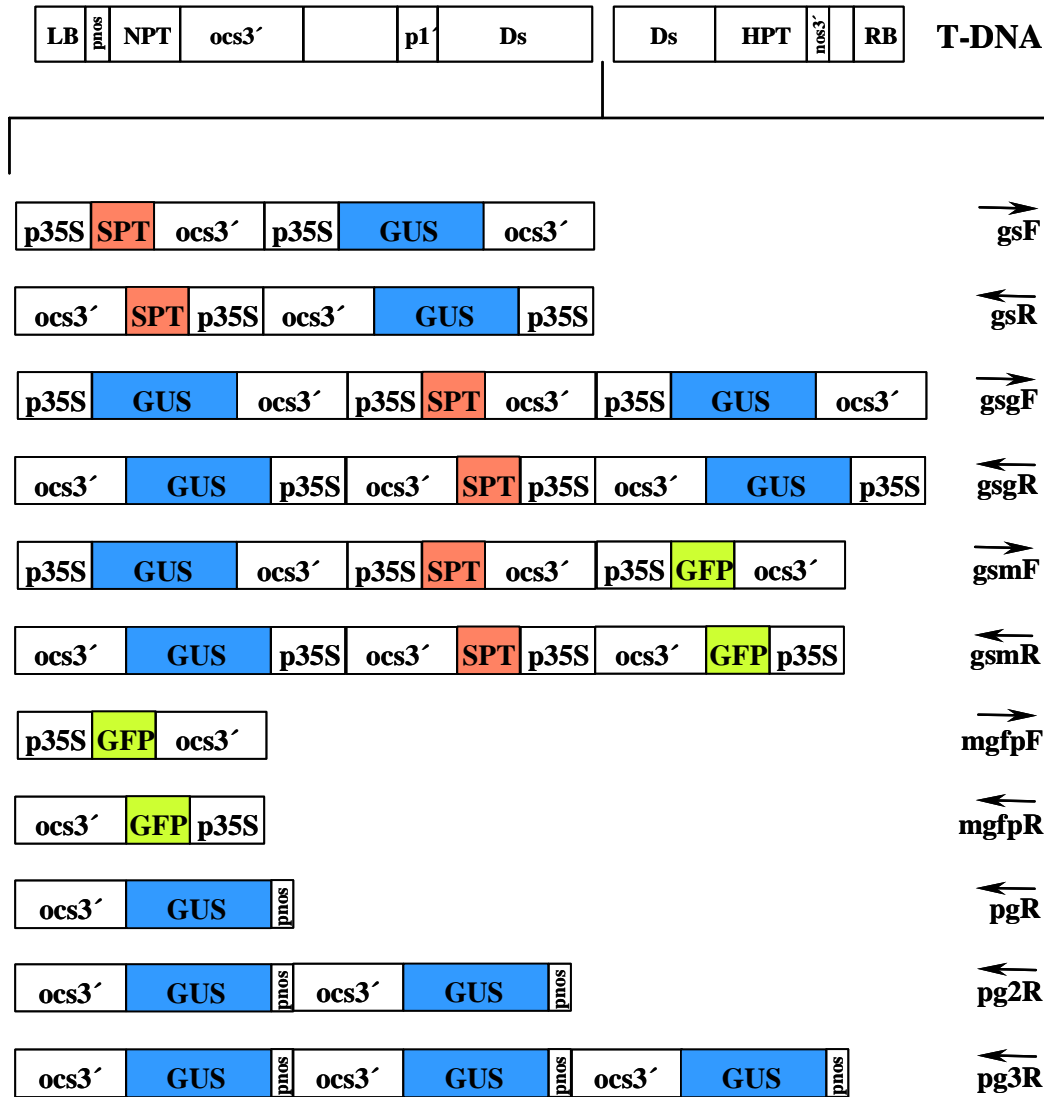 LB pnos NPT ocs3´ p1´ Ds Ds HPT nos3´ RB T-DNA
p35S SPT ocs3´ p35S GUS ocs3´ gsF
ocs3´ SPT p35S ocs3´ GUS p35S gsR
p35S GUS ocs3´ p35S SPT ocs3´ p35S GUS ocs3´ gsgF
ocs3´ GUS p35S ocs3´ SPT p35S ocs3´ GUS p35S gsgR
p35S GUS ocs3´ p35S SPT ocs3´ p35S GFP ocs3´ gsmF
ocs3´ GUS p35S ocs3´ SPT p35S ocs3´ GFP p35S gsmR
p35S GFP ocs3´ mgfpF
ocs3´ GFP p35S mgfpR
ocs3´ GUS pnos pgR
ocs3´ GUS pnos ocs3´ GUS pnos pg2R
ocs3´ GUS pnos ocs3´ GUS pnos ocs3´ GUS pnos pg3R